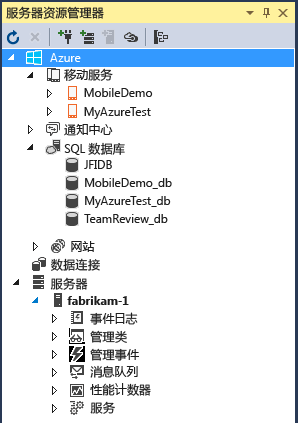 服务器资源管理器
Azure
移动服务
MobileDemo
MyAzureTest
通知中心
SQL 数据库
JFIDB
MobileDemo_db
MyAzureTest_db
TeamReview_db
网站
数据连接
服务器
fabrikam-1
事件日志
管理类
管理事件
消息队列
性能计数器
服务